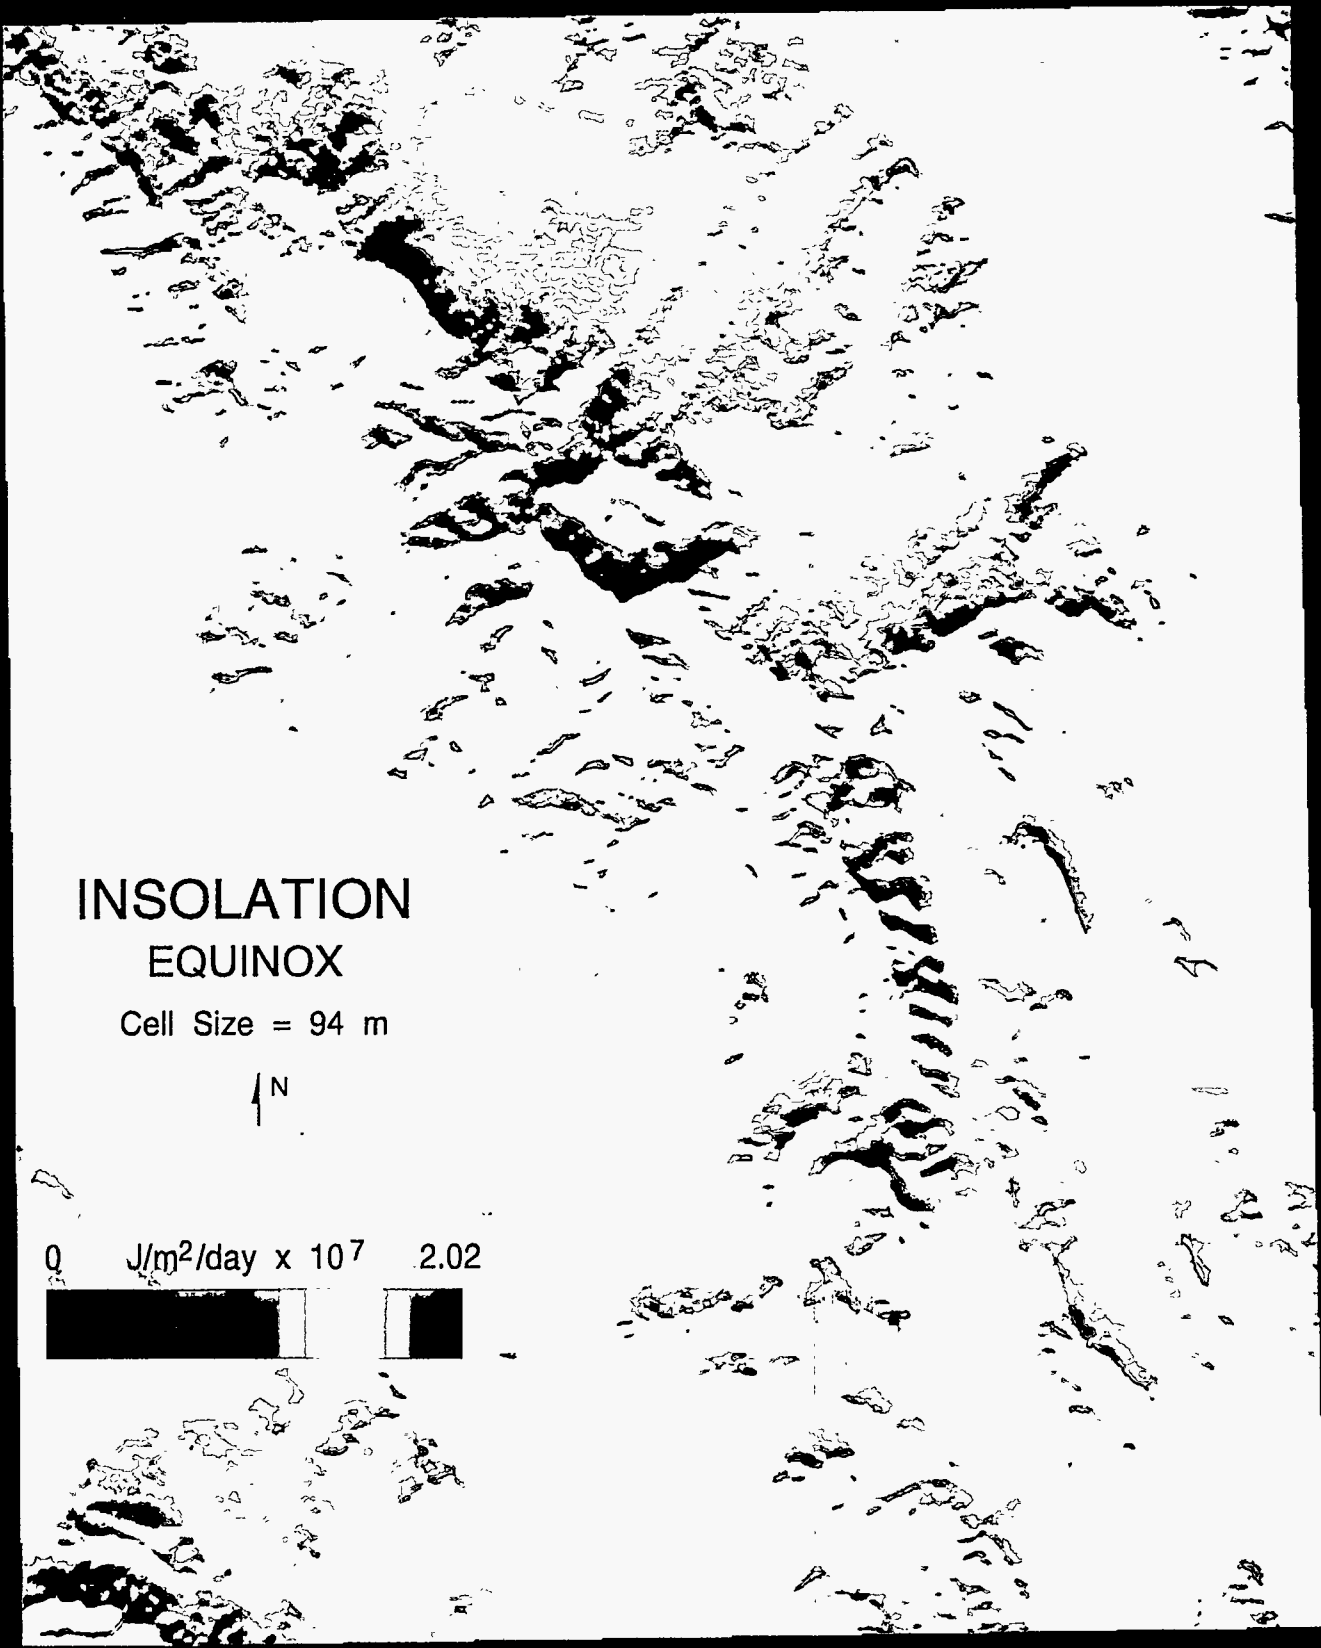 INSOLATION
EQUINOX
Cell Size = 94 m
N
0 J/m²/day x 10⁷ 2.02